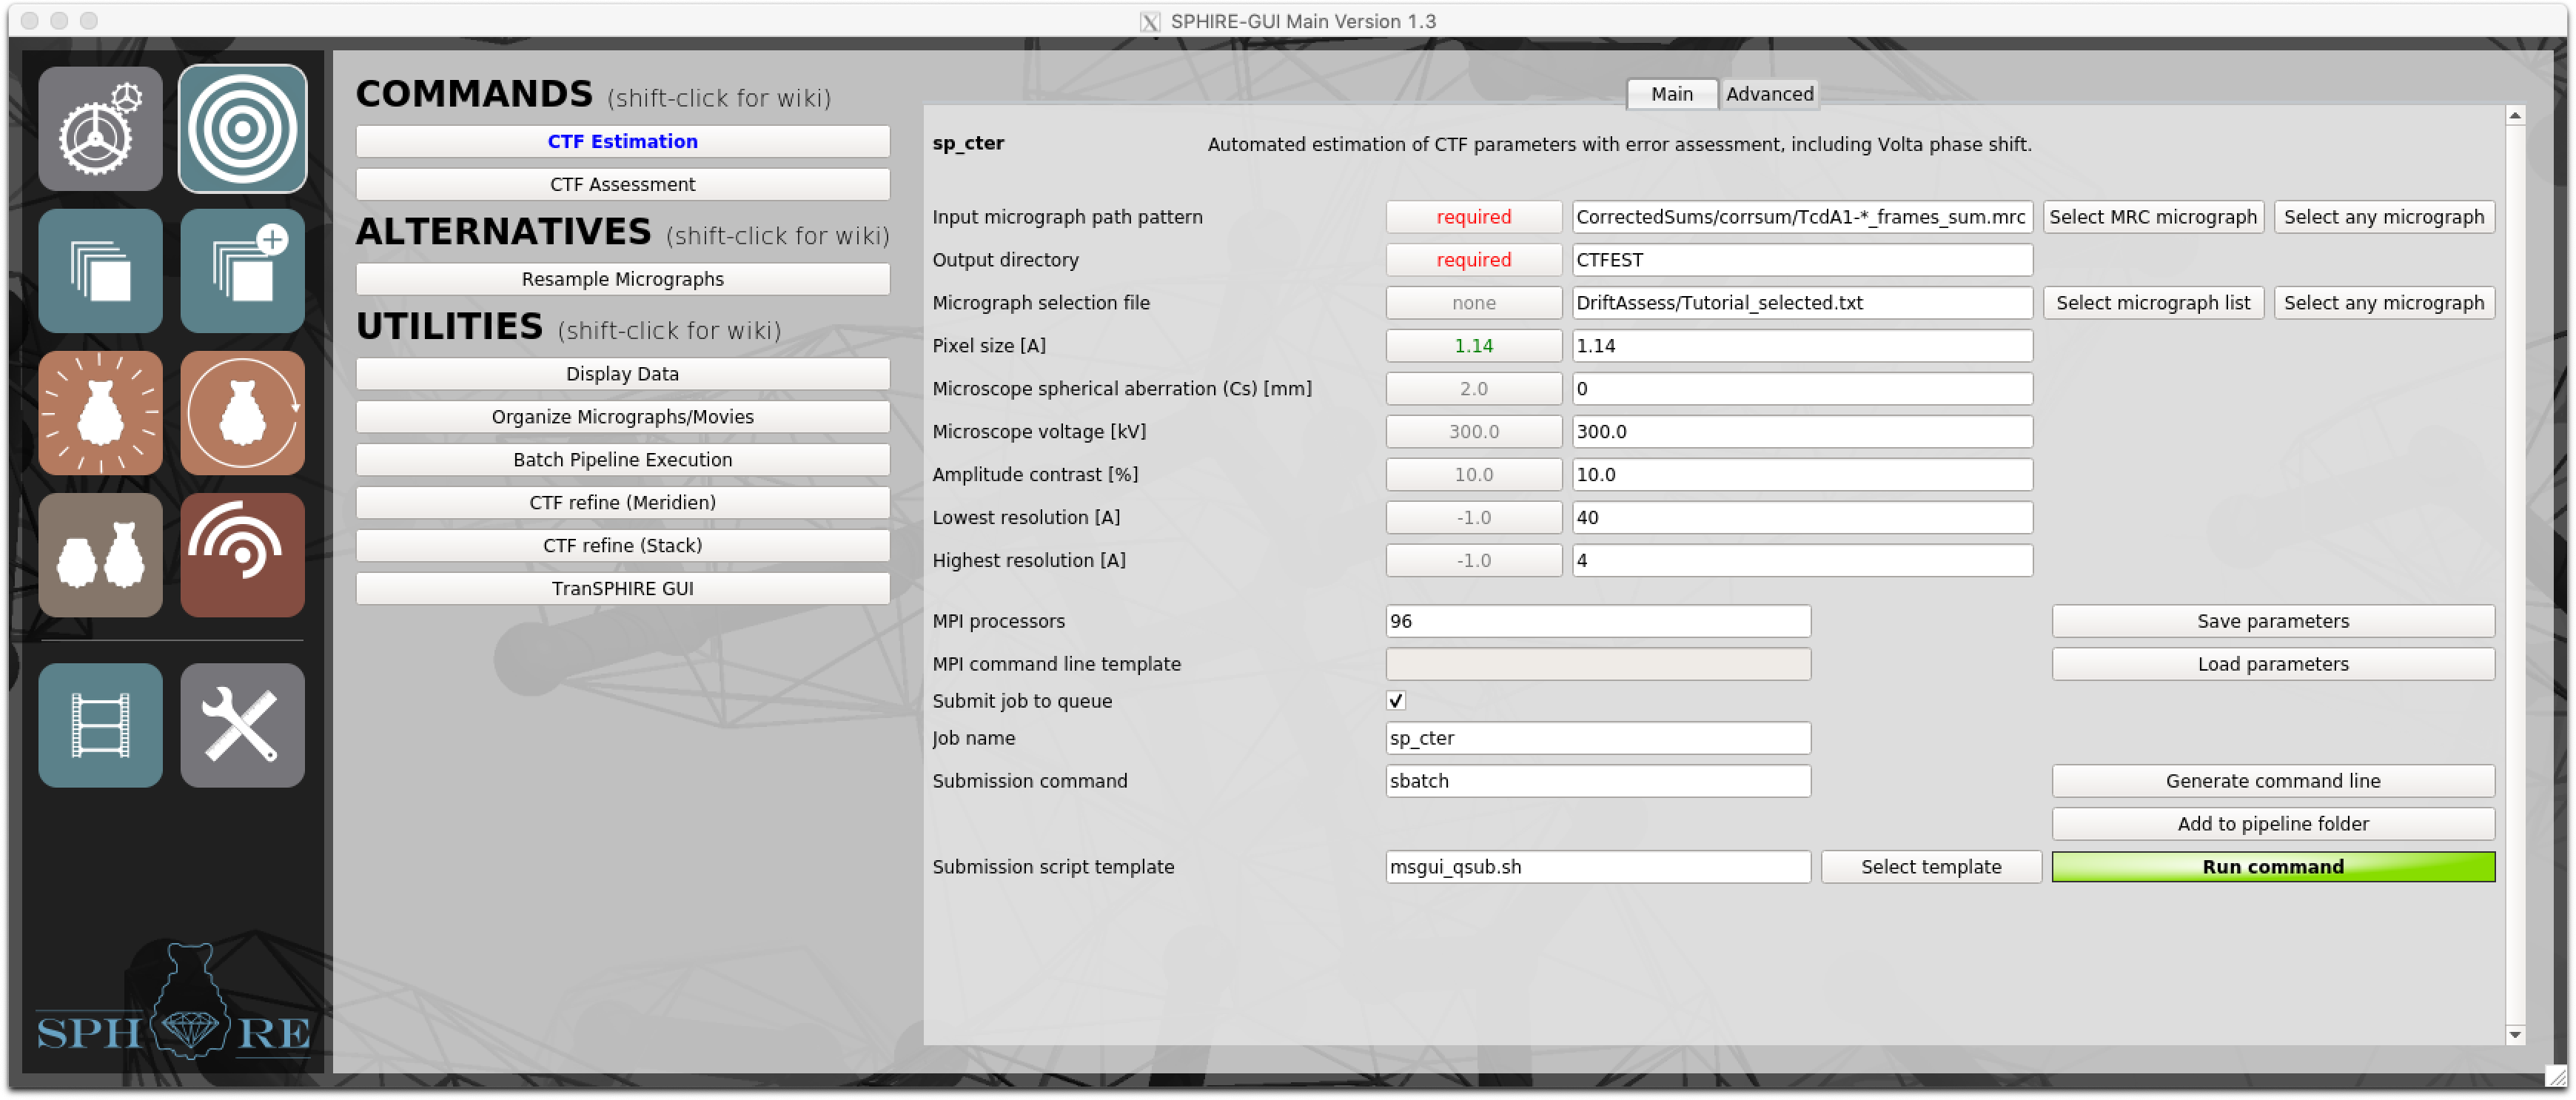 SPHIRE-GUI Main Version 1.3
COMMANDS (shift-click for wiki)
CTF Estimation
CTF Assessment
ALTERNATIVES (shift-click for wiki)
Resample Micrographs
UTILITIES (shift-click for wiki)
Display Data
Organize Micrographs/Movies
Batch Pipeline Execution
CTF refine (Meridien)
CTF refine (Stack)
TranSPHIRE GUI
SPHIRE
Main Advanced
sp_cter Automated estimation of CTF parameters with error assessment, including Volta phase shift.
Input micrograph path pattern required CorrectedSums/corrsum/TcdA1-*_frames_sum.mrc Select MRC micrograph Select any micrograph
Output directory required CTFEST
Micrograph selection file none DriftAssess/Tutorial_selected.txt Select micrograph list Select any micrograph
Pixel size [A] 1.14 1.14
Microscope spherical aberration (Cs) [mm] 2.0 0
Microscope voltage [kV] 300.0 300.0
Amplitude contrast [%] 10.0 10.0
Lowest resolution [A] -1.0 40
Highest resolution [A] -1.0 4
MPI processors 96 Save parameters
MPI command line template Load parameters
Submit job to queue
Job name sp_cter
Submission command sbatch Generate command line
Add to pipeline folder
Submission script template msgui_qsub.sh Select template Run command